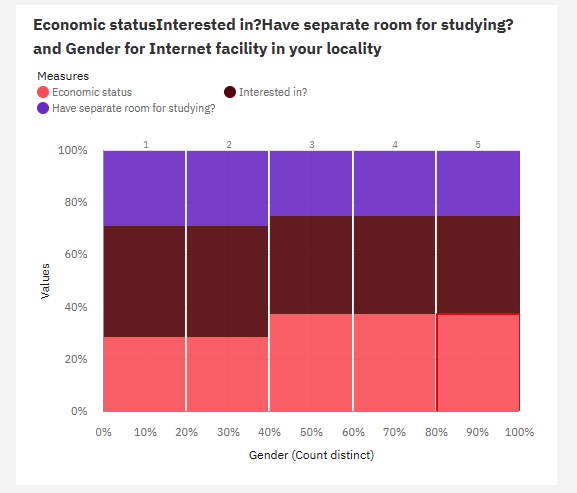 Economic statusInterested in?Have separate room for studying?
and Gender for Internet facility in your locality
Measures
Economic status
Interested in?
Have separate room for studying?
1 2 3 4 5
100%
80%
60%
40%
20%
0%
Values
0% 10% 20% 30% 40% 50% 60% 70% 80% 90% 100%
Gender (Count distinct)